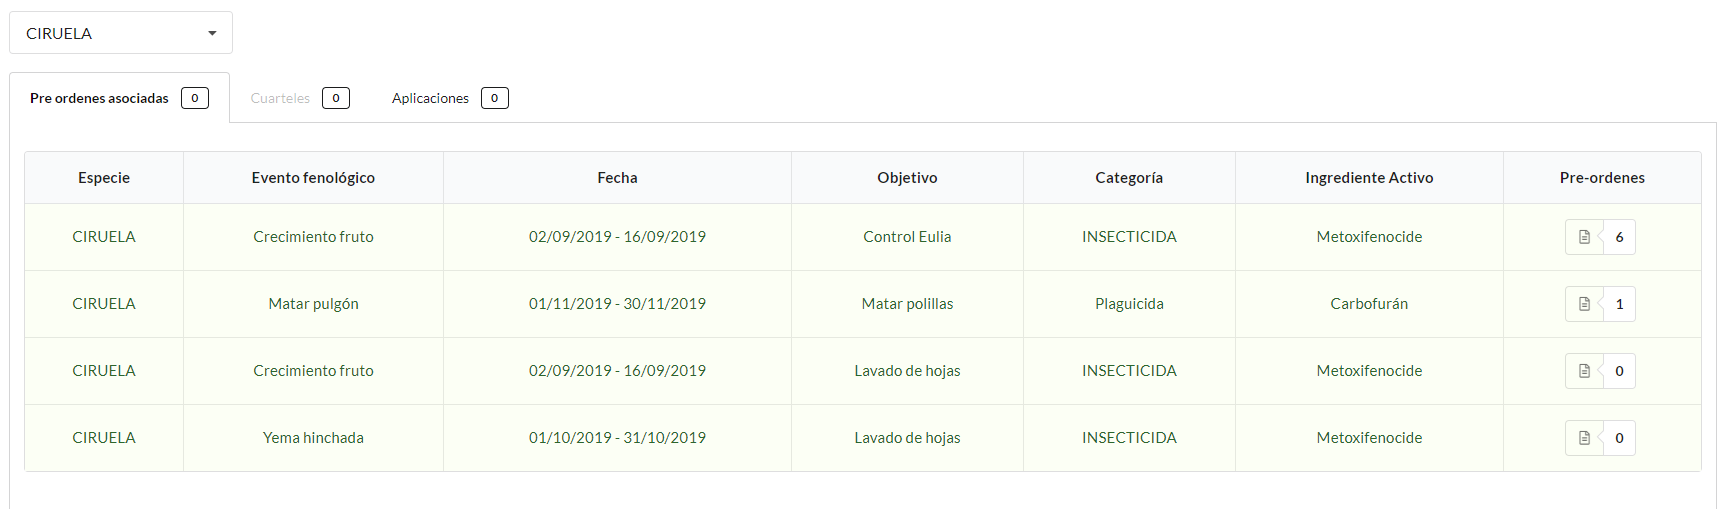 CIRUELA
Pre ordenes asociadas 0 Cuarteles 0 Aplicaciones 0
Especie Evento fenológico Fecha Objetivo Categoría Ingrediente Activo Pre-ordenes
CIRUELA Crecimiento fruto 02/09/2019 - 16/09/2019 Control Eulia INSECTICIDA Metoxifenocide 6
CIRUELA Matar pulgón 01/11/2019 - 30/11/2019 Matar polillas Plaguicida Carbofurán 1
CIRUELA Crecimiento fruto 02/09/2019 - 16/09/2019 Lavado de hojas INSECTICIDA Metoxifenocide 0
CIRUELA Yema hinchada 01/10/2019 - 31/10/2019 Lavado de hojas INSECTICIDA Metoxifenocide 0